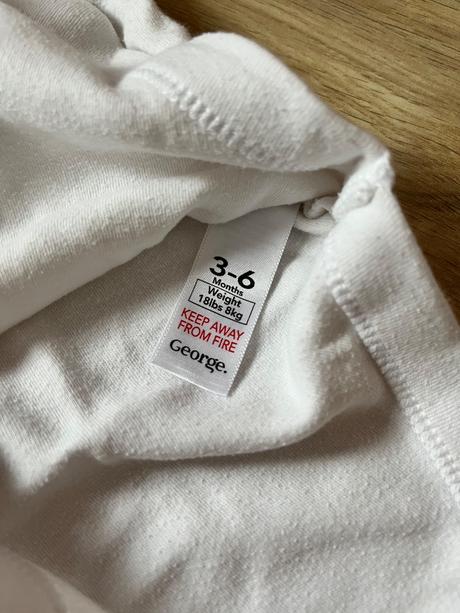 3-6
Months
Weight
18lbs 8kg
KEEP AWAY
FROM FIRE
George.